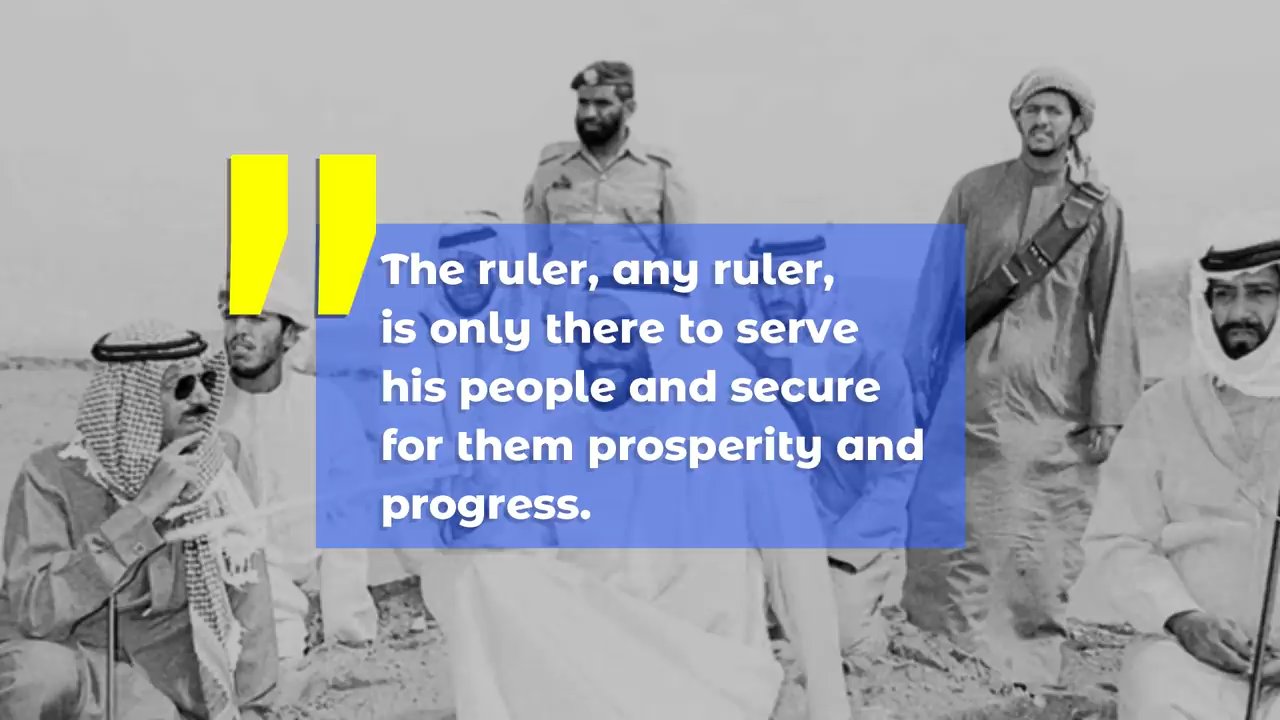 The ruler, any ruler,
is only there to serve
his people and secure
for them prosperity and
progress.